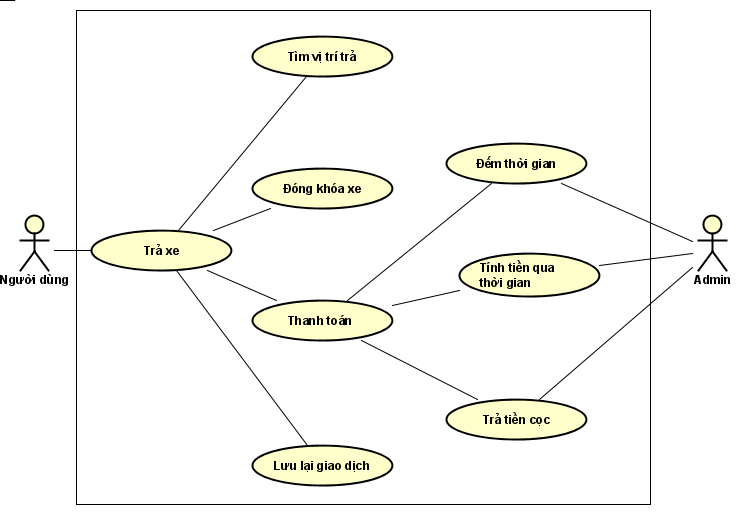 Tìm vị trí trả
Đếm thời gian
Đóng khóa xe
Trả xe
Người dùng
Tính tiền qua
thời gian
Admin
Thanh toán
Trả tiền cọc
Lưu lại giao dịch